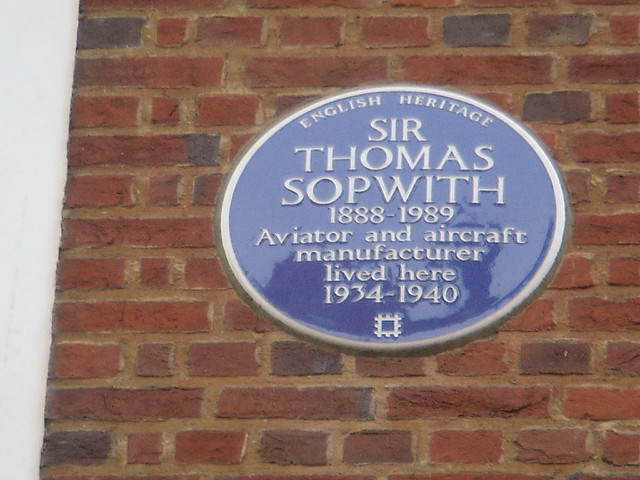 ENGLISH HERITAGE
SIR
THOMAS
SOPWITH
1888-1989
Aviator and aircraft
manufacturer
lived here
1934-1940